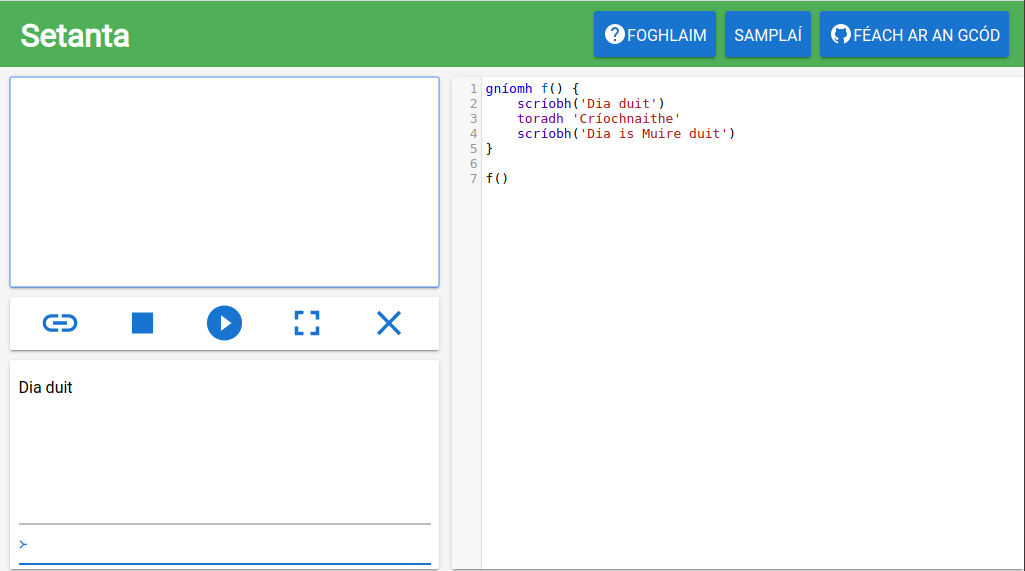 Setanta
FOGHLAIM
SAMPLAÍ
FÉACH AR AN GCÓD
Dia duit
>
1 gníomh f() {
2     scríobh('Dia duit')
3     toradh 'Críochnaithe'
4     scríobh('Dia is Muire duit')
5 }
6
7 f()